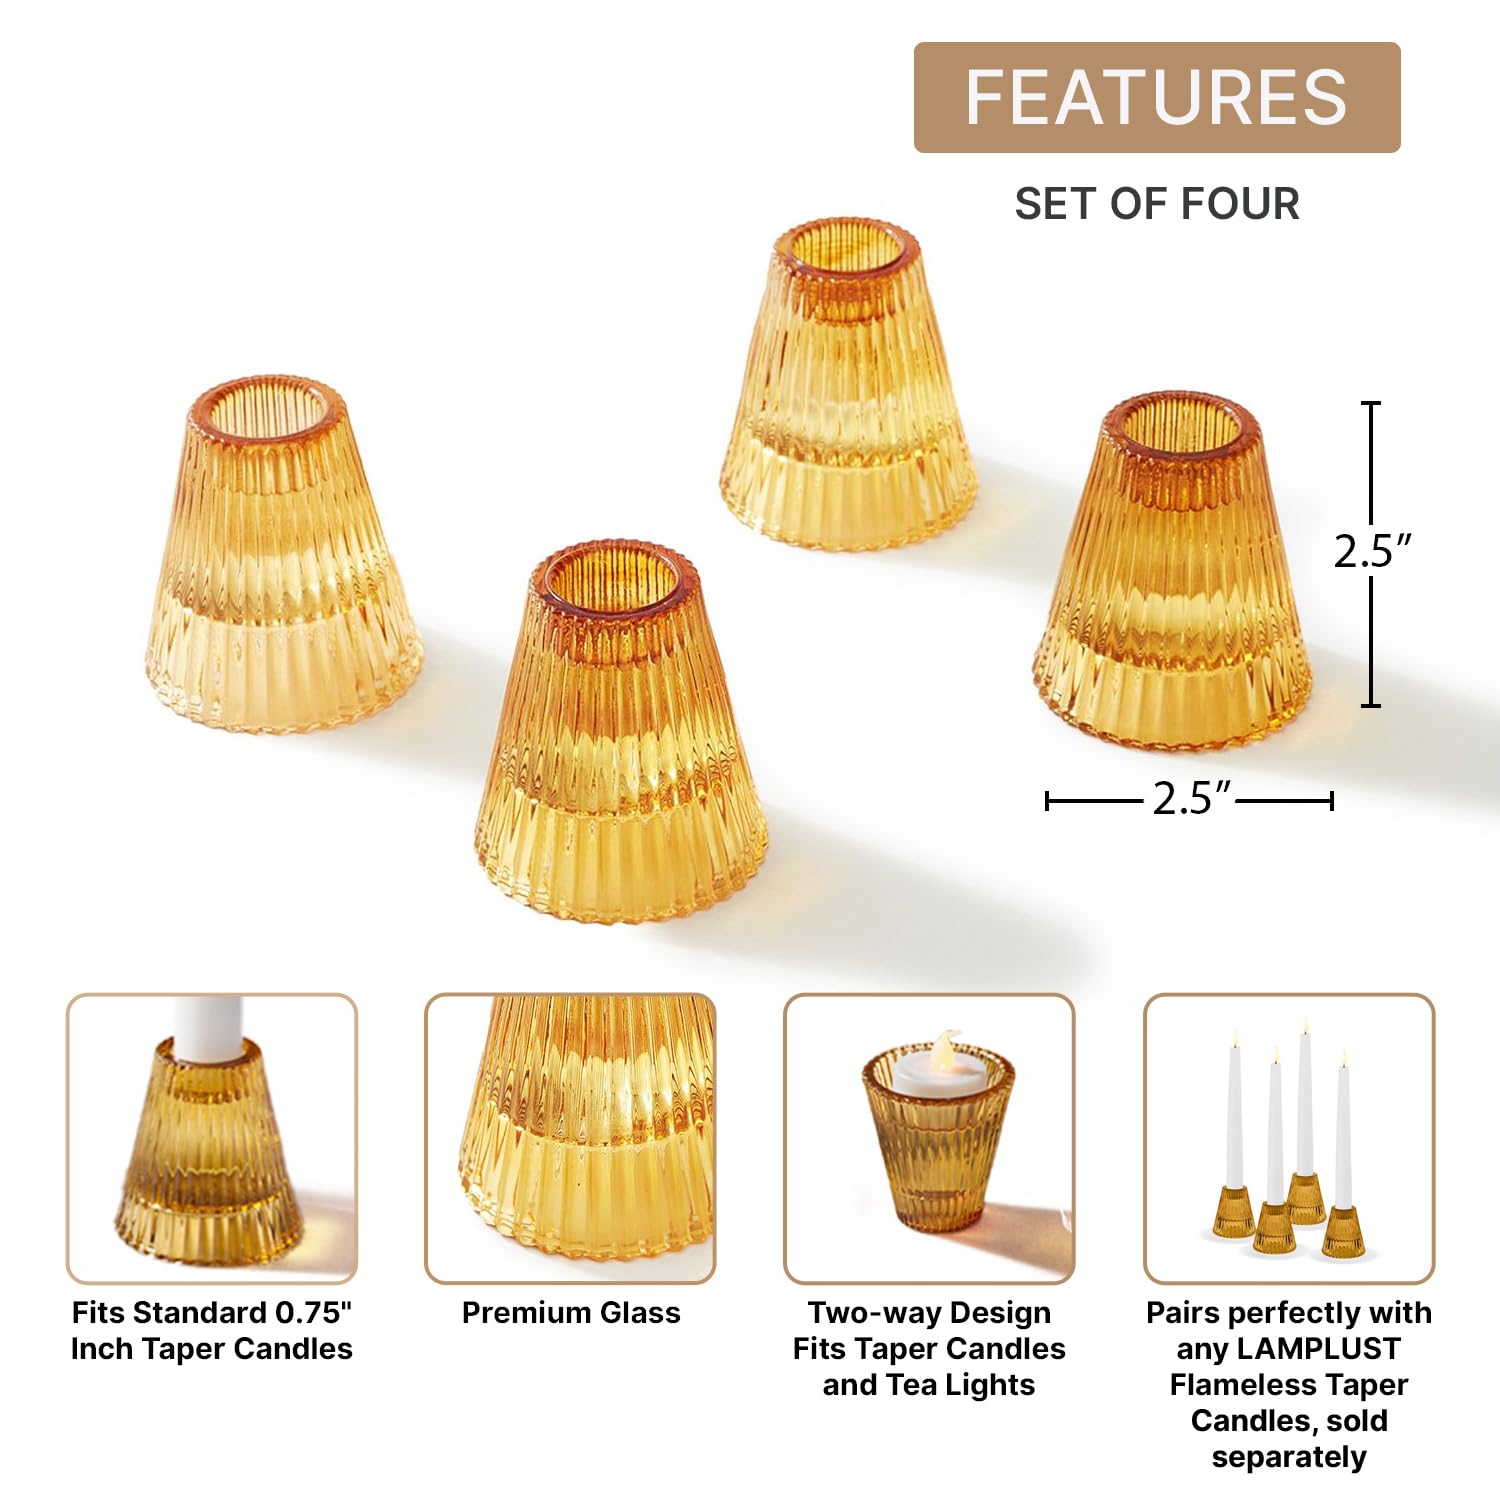 FEATURES
SET OF FOUR
2.5"
2.5"
Fits Standard 0.75"
Inch Taper Candles
Premium Glass
Two-way Design
Fits Taper Candles
and Tea Lights
Pairs perfectly with
any LAMPLUST
Flameless Taper
Candles, sold
separately